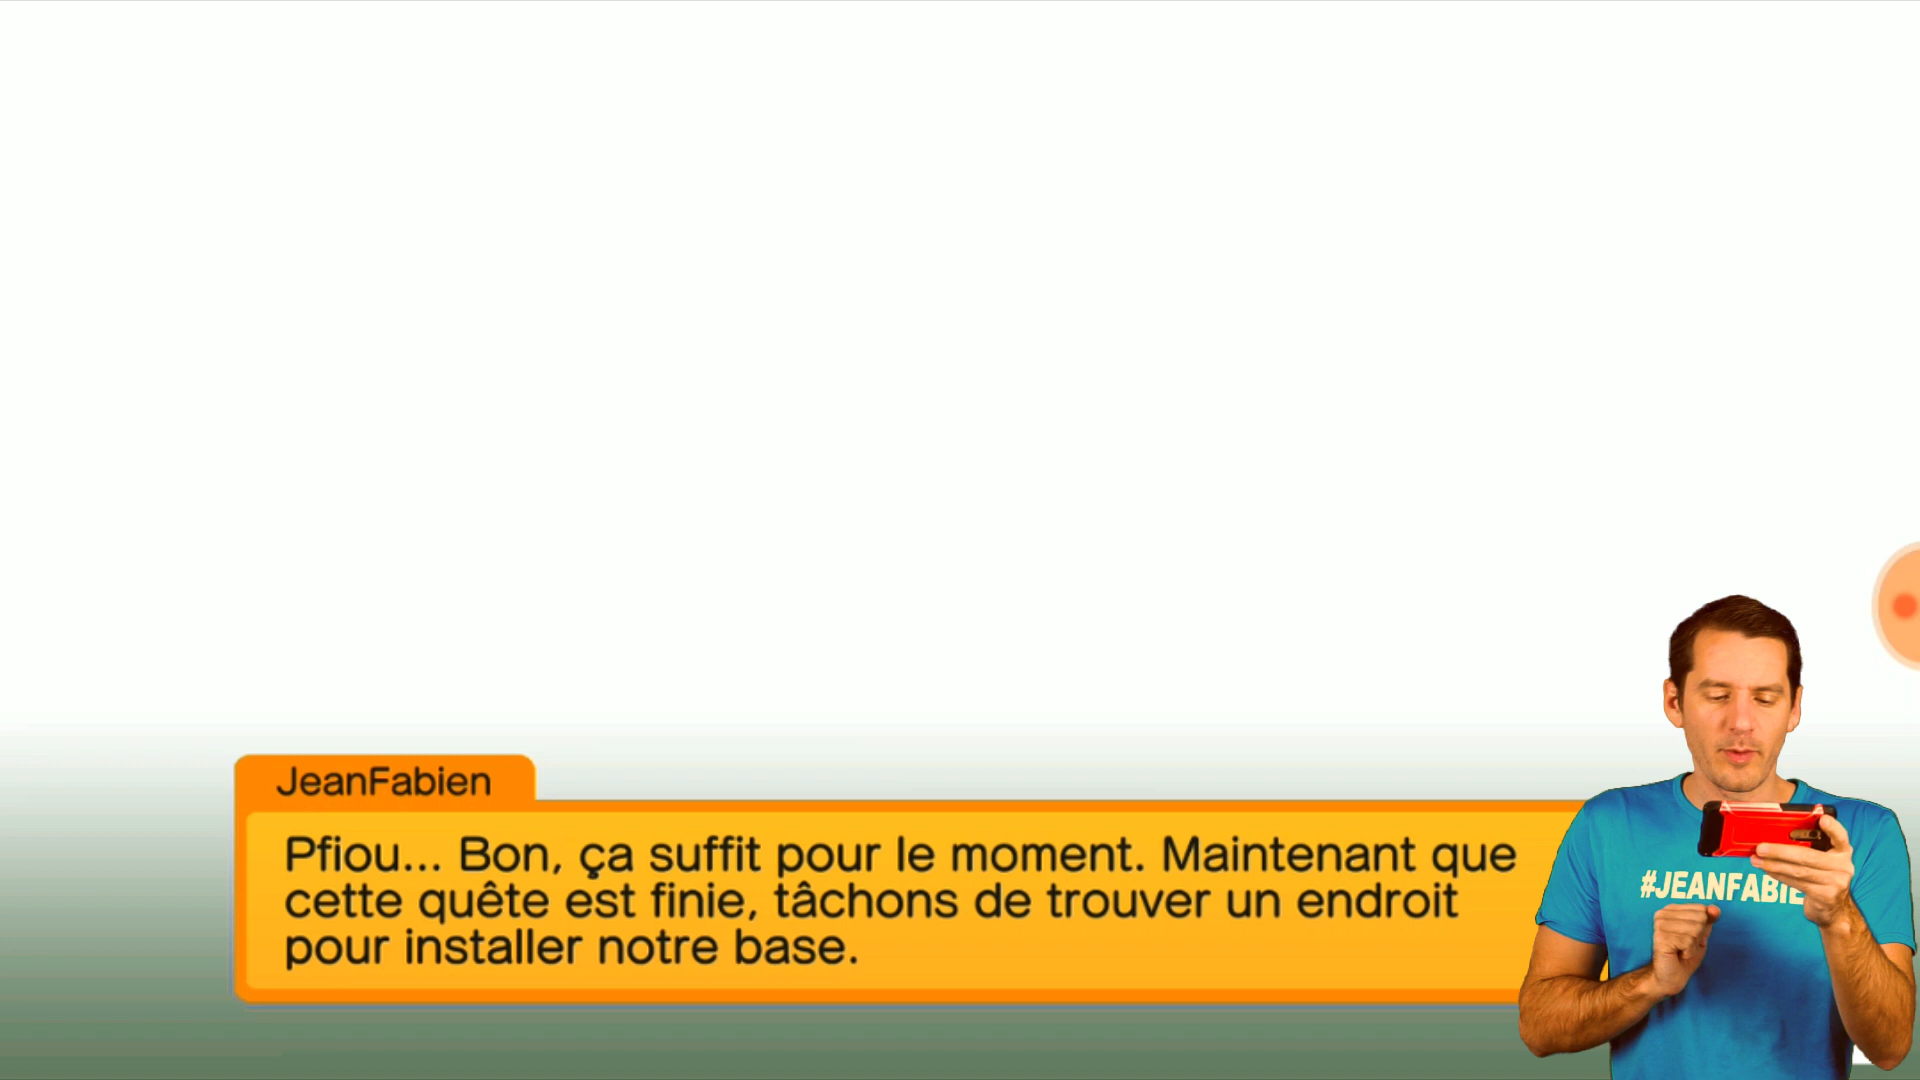 JeanFabien
Pfiou... Bon, ça suffit pour le moment. Maintenant que
cette quête est finie, tâchons de trouver un endroit
pour installer notre base.
#JEANFABIE